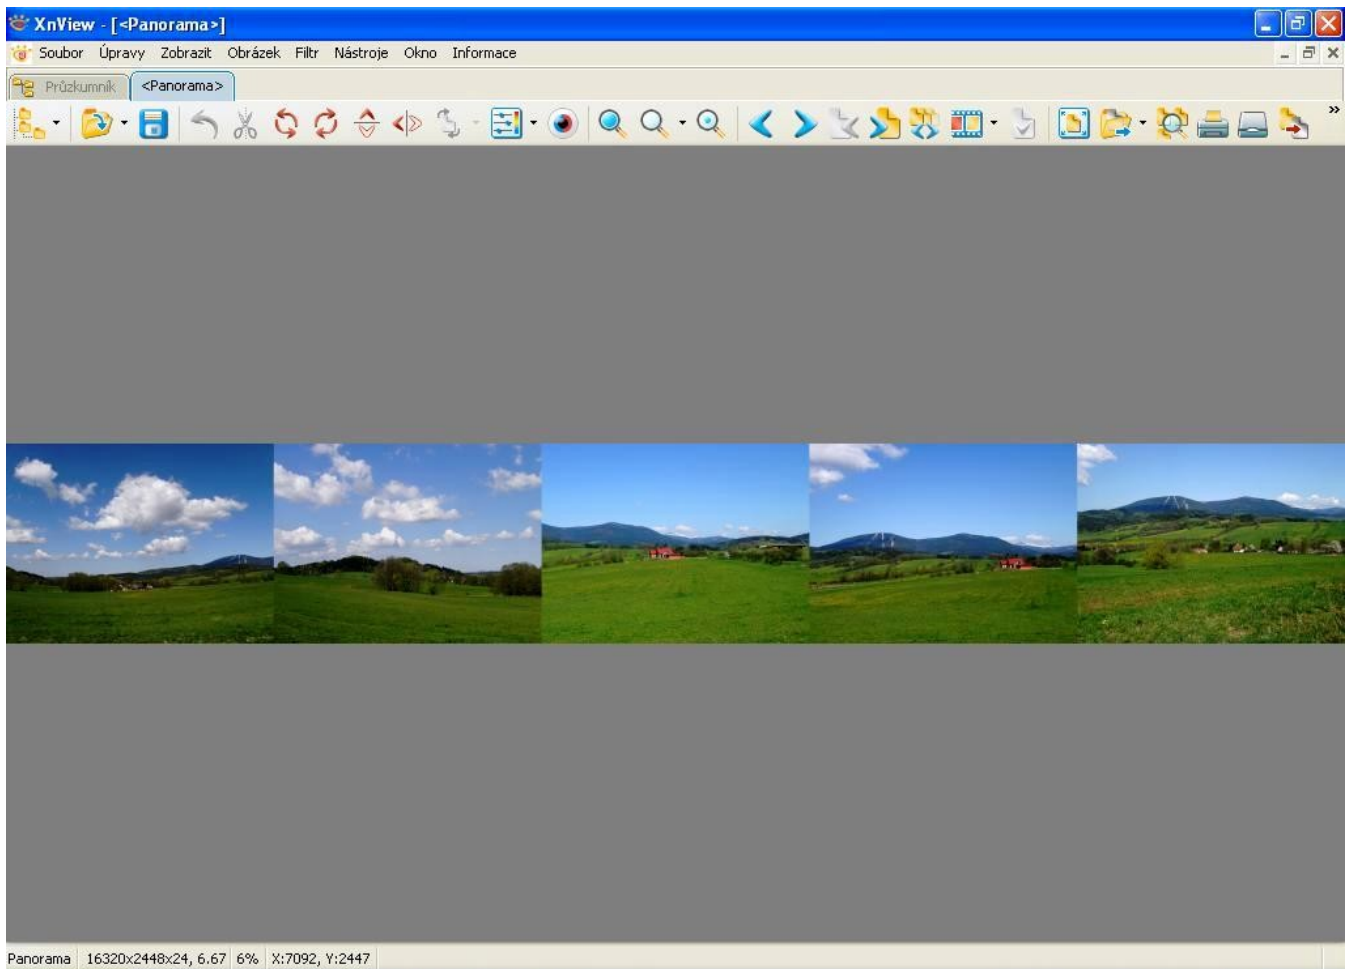 XnView - [<Panorama>]
Soubor Úpravy Zobrazit Obrázek Filtr Nástroje Okno Informace
Průzkumník <Panorama>
Panorama 16320x2448x24, 6.67 6% X:7092, Y:2447